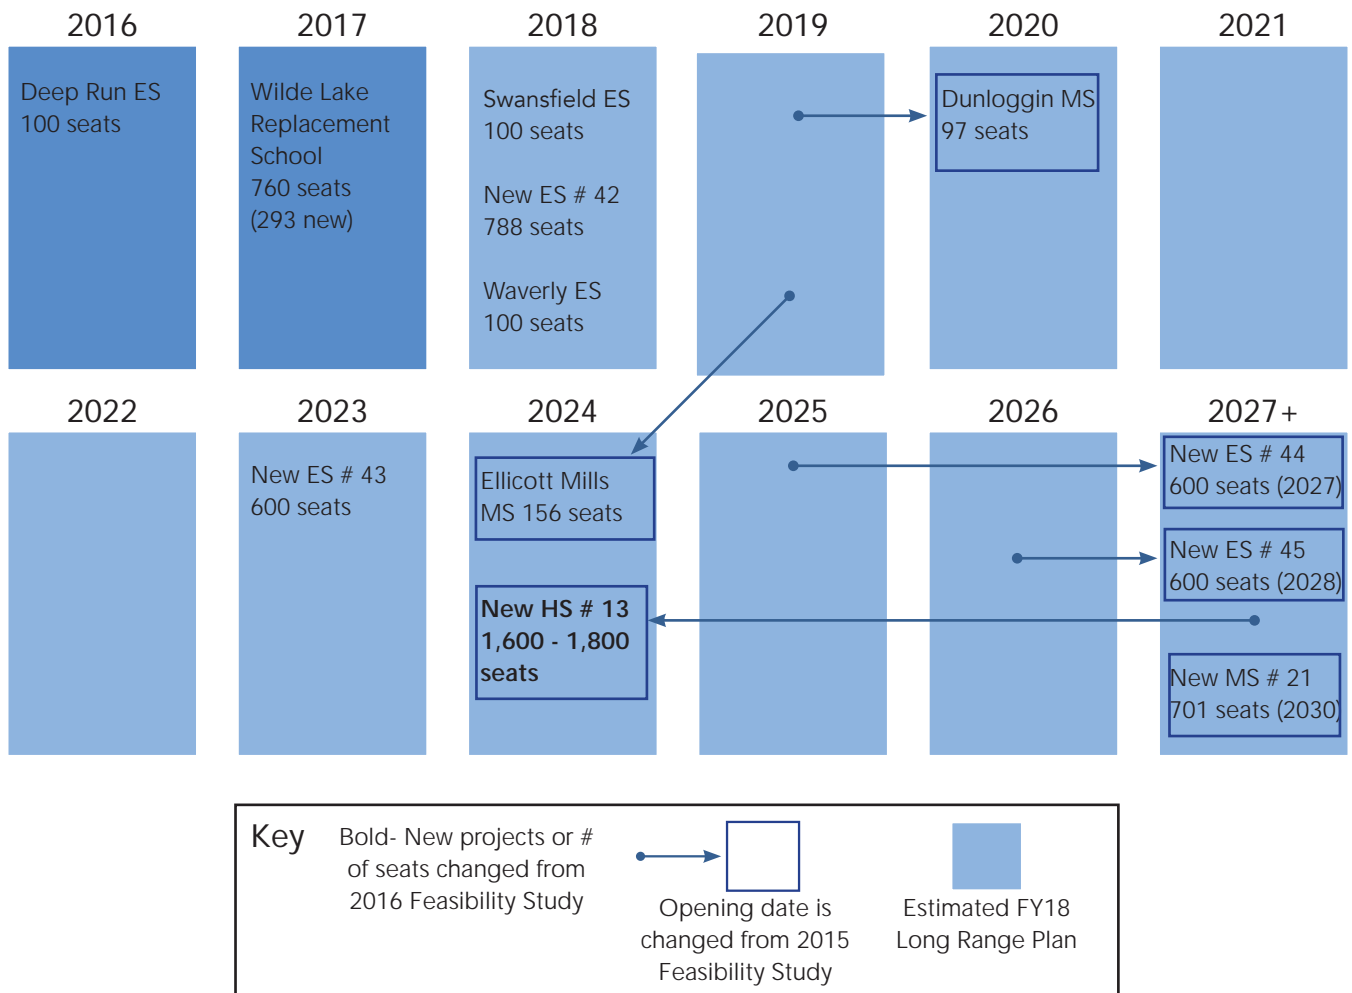 2016
2017
2018
2019
2020
2021
Deep Run ES
100 seats
Wilde Lake
Replacement
School
760 seats
(293 new)
Swansfield ES
100 seats
New ES # 42
788 seats
Waverly ES
100 seats
Dunloggin MS
97 seats
2022
2023
2024
2025
2026
2027+
New ES # 43
600 seats
Ellicott Mills
MS 156 seats
New HS # 13
1,600 - 1,800
seats
New ES # 44
600 seats (2027)
New ES # 45
600 seats (2028)
New MS # 21
701 seats (2030)
Key
Bold- New projects or #
of seats changed from
2016 Feasibility Study
Opening date is
changed from 2015
Feasibility Study
Estimated FY18
Long Range Plan